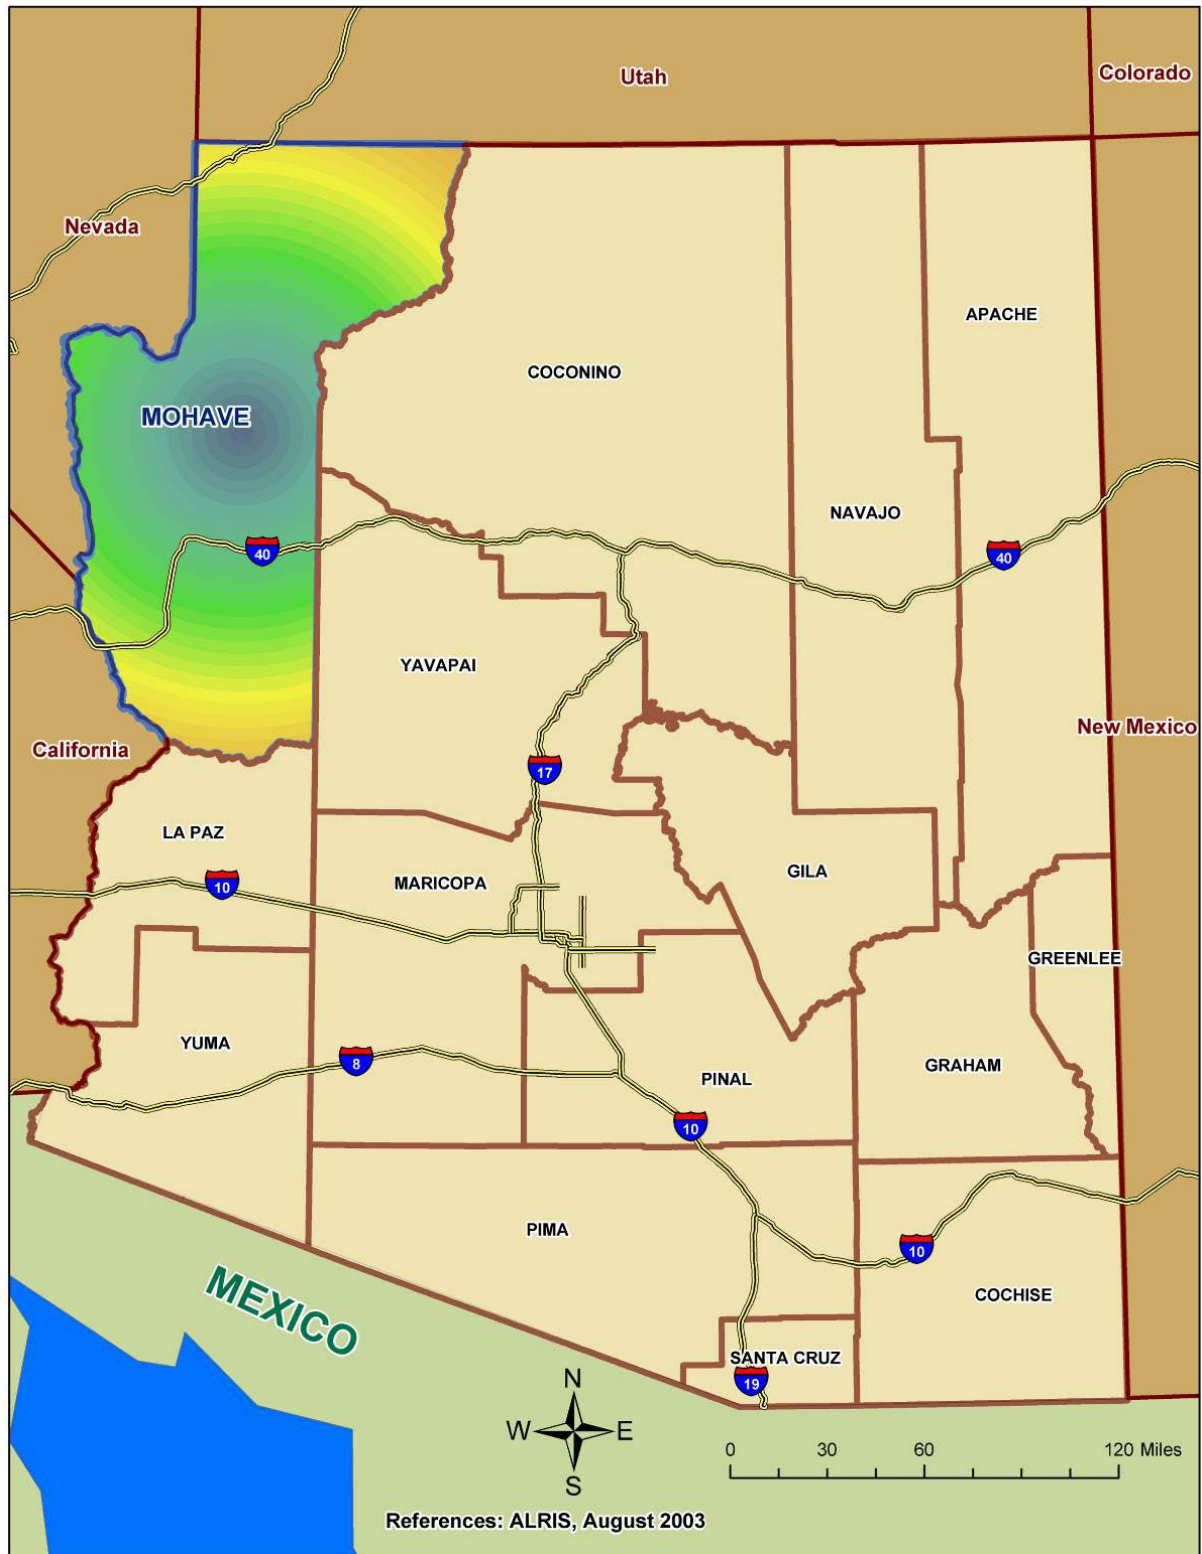 Utah
Colorado
Nevada
APACHE
COCONINO
MOHAVE
NAVAJO
40
40
YAVAPAI
New Mexico
California
17
LA PAZ
GILA
MARICOPA
10
GREENLEE
YUMA
8
GRAHAM
PINAL
10
PIMA
10
COCHISE
MEXICO
SANTA CRUZ
19
N
W E
S
0 30 60 120 Miles
References: ALRIS, August 2003